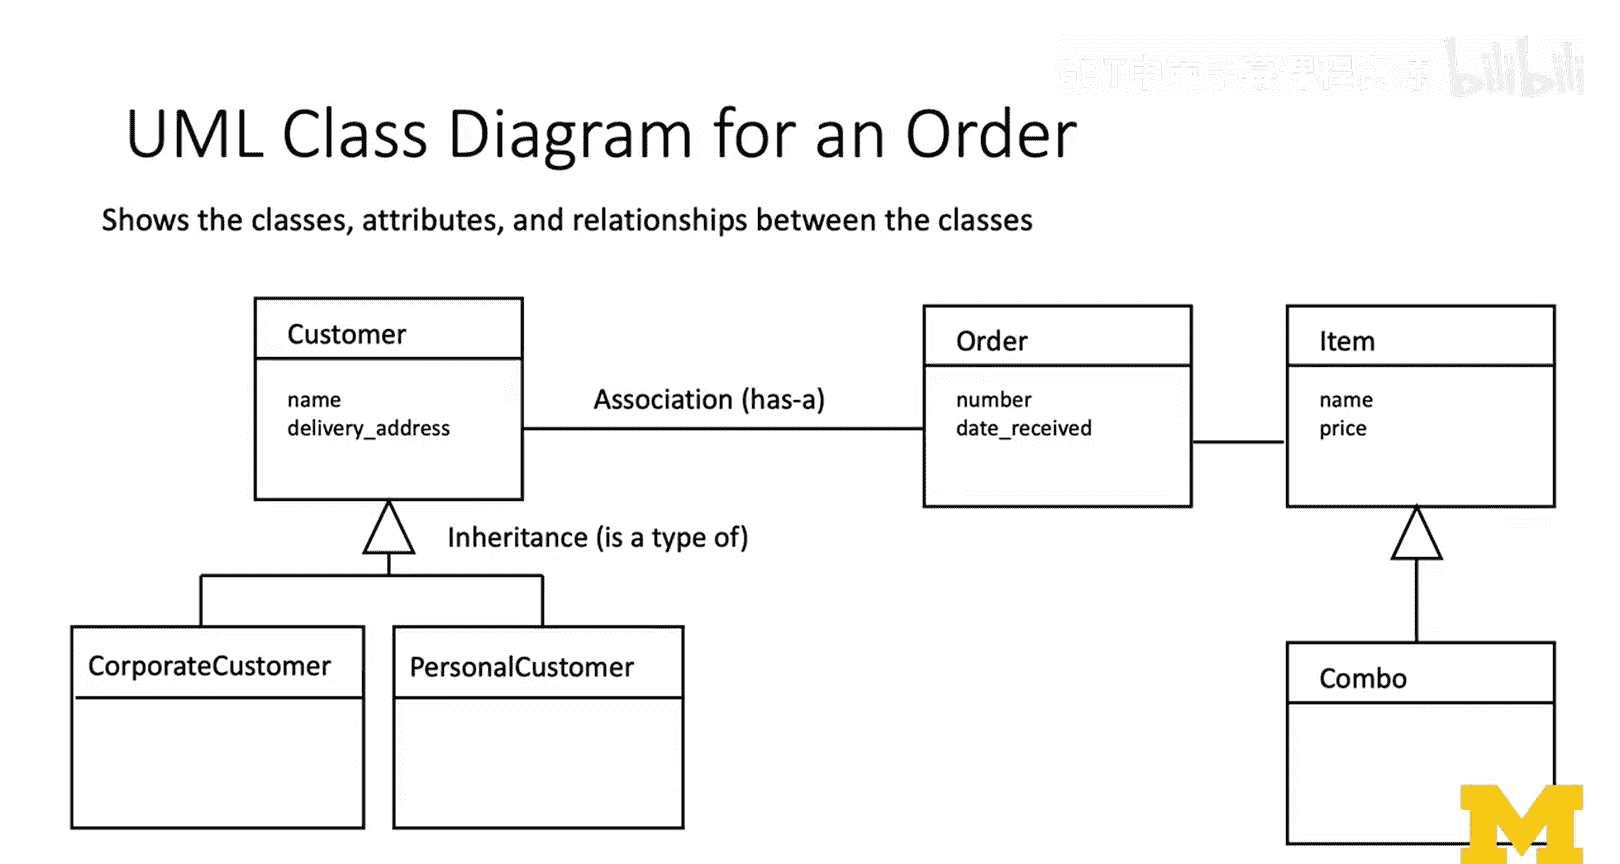 bilibili
UML Class Diagram for an Order
Shows the classes, attributes, and relationships between the classes
Customer
name
delivery_address
Association (has-a)
Order
number
date_received
Item
name
price
Inheritance (is a type of)
CorporateCustomer
PersonalCustomer
Combo
M